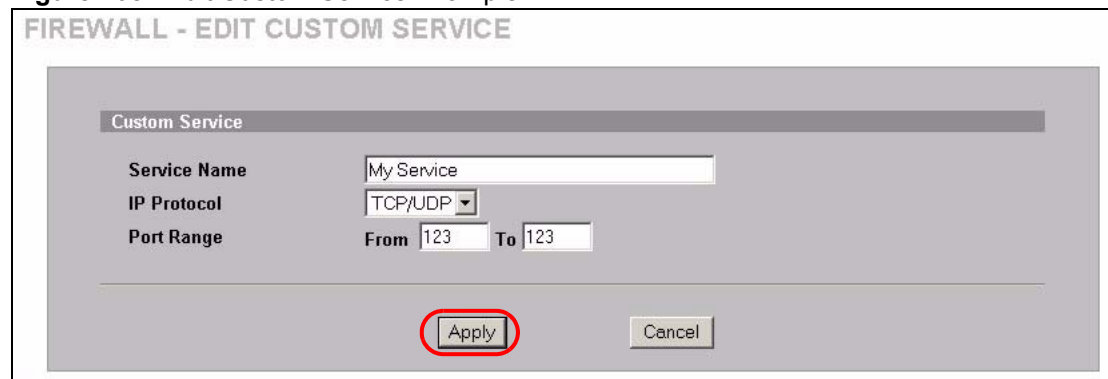 FIREWALL - EDIT CUSTOM SERVICE
Custom Service
Service Name My Service
IP Protocol TCP/UDP
Port Range From 123 To 123
Apply Cancel